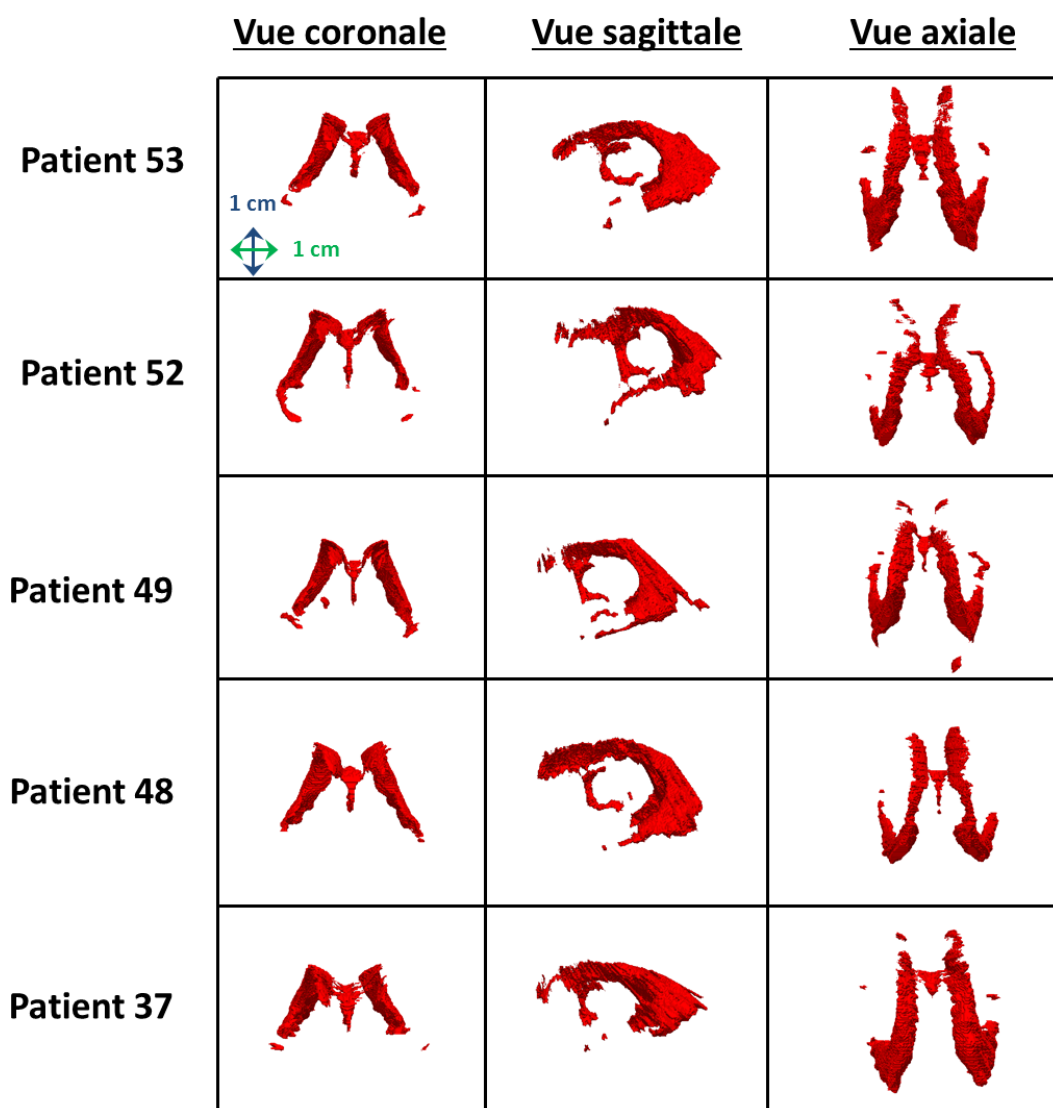 Vue coronale Vue sagittale Vue axiale
Patient 53
1 cm
1 cm
Patient 52
Patient 49
Patient 48
Patient 37